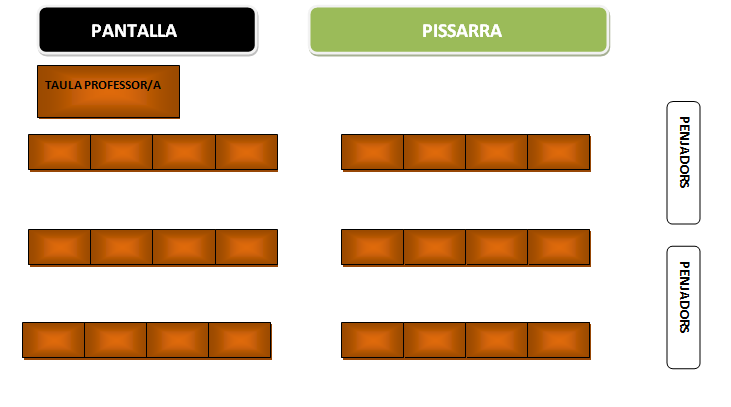 PANTALLA
PISSARRA
TAULA PROFESSOR/A
PENJADORS
PENJADORS